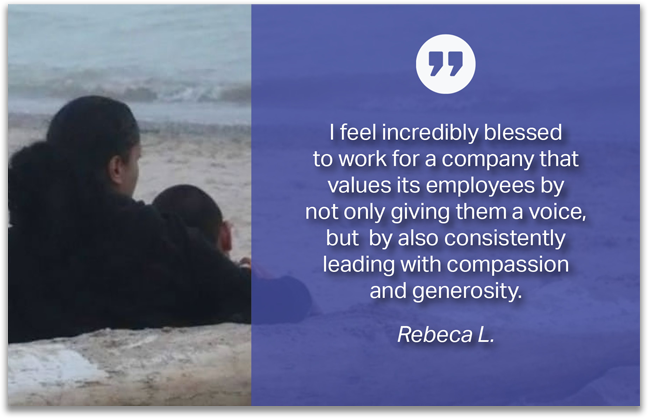 ”
I feel incredibly blessed
to work for a company that
values its employees by
not only giving them a voice,
but by also consistently
leading with compassion
and generosity.
Rebeca L.